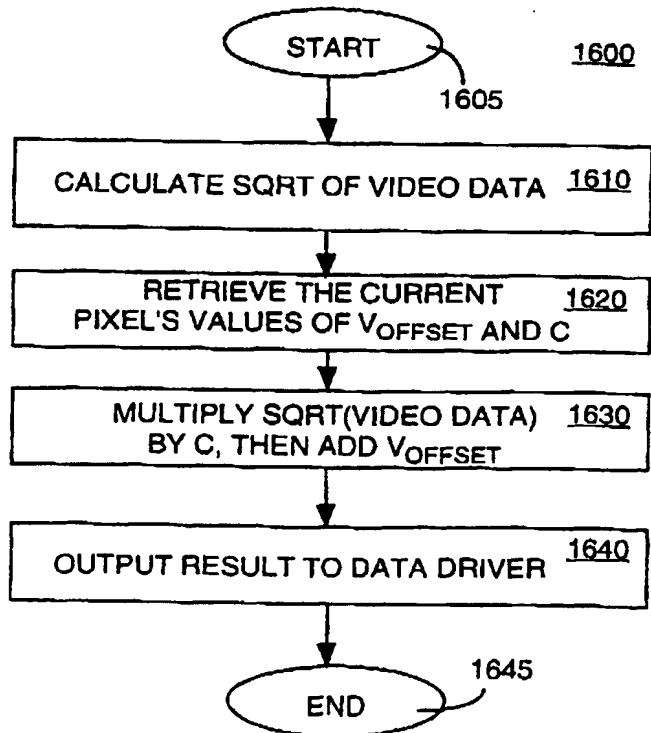 START
1600
1605
CALCULATE SQRT OF VIDEO DATA 1610
RETRIEVE THE CURRENT
PIXEL'S VALUES OF VOFFSET AND C
1620
MULTIPLY SQRT(VIDEO DATA)
BY C, THEN ADD VOFFSET
1630
OUTPUT RESULT TO DATA DRIVER 1640
1645
END